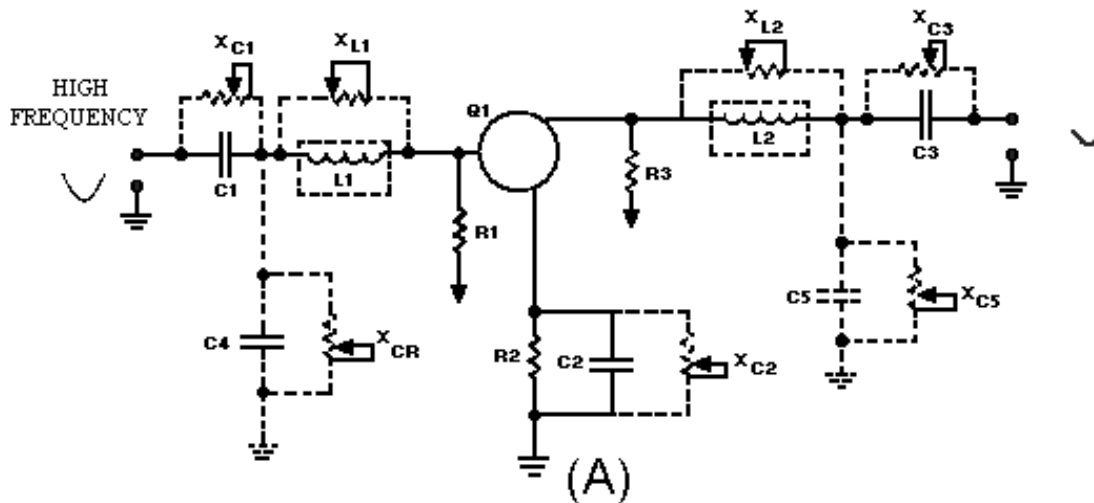 XC1
XL1
XL2
XC3
HIGH
FREQUENCY
C1
L1
Q1
L2
C3
R3
R1
C4
XCR
R2
C2
XC2
C5
XC5
(A)